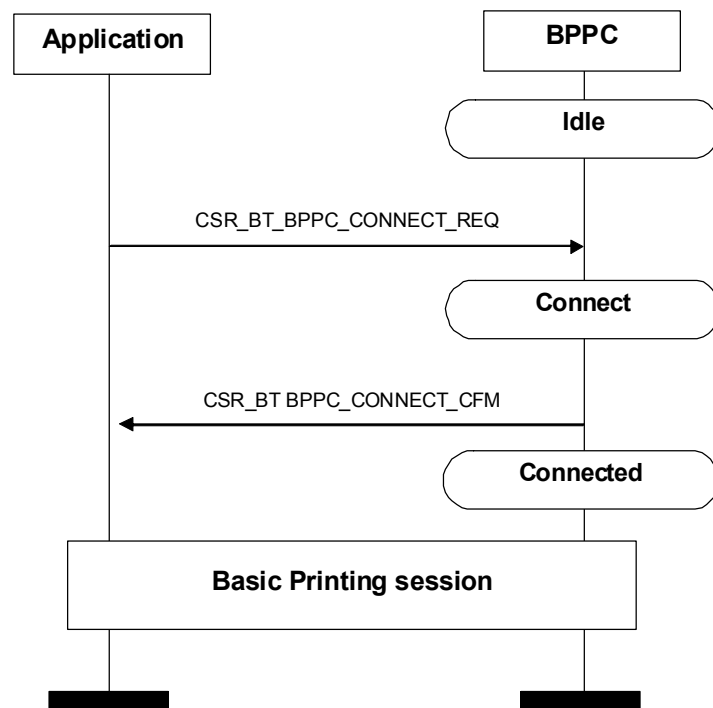 Application
BPPC
Idle
CSR_BT_BPPC_CONNECT_REQ
Connect
CSR_BT BPPC_CONNECT_CFM
Connected
Basic Printing session